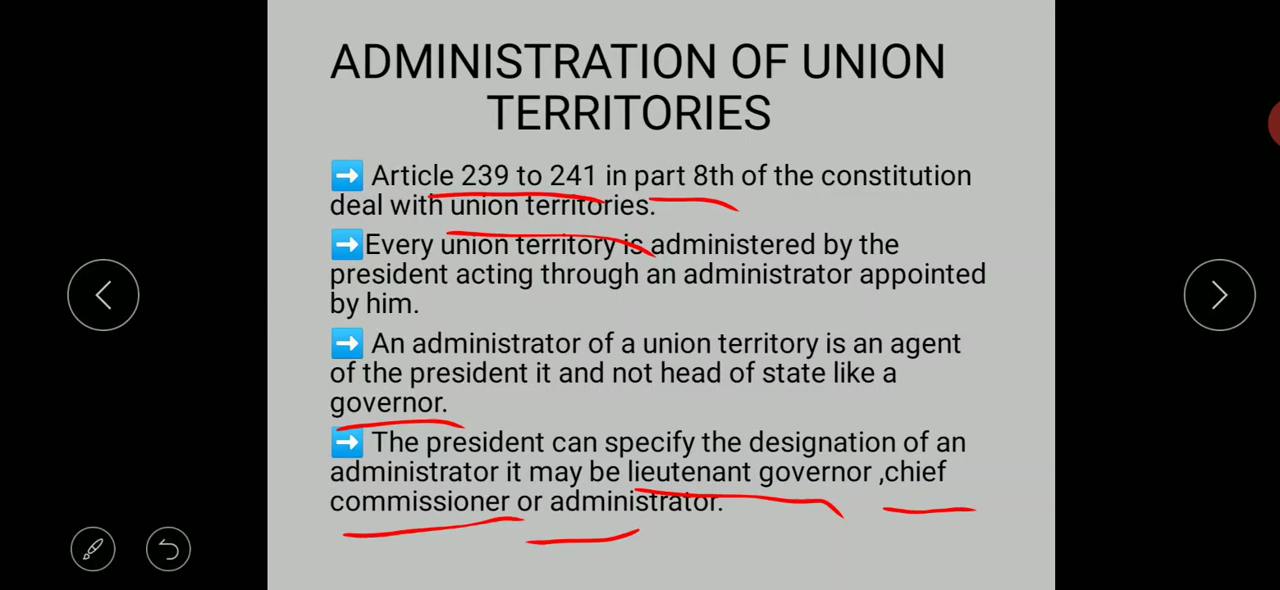 ADMINISTRATION OF UNION
TERRITORIES
➡ Article 239 to 241 in part 8th of the constitution
deal with union territories.
➡Every union territory is administered by the
president acting through an administrator appointed
by him.
➡ An administrator of a union territory is an agent
of the president it and not head of state like a
governor.
➡ The president can specify the designation of an
administrator it may be lieutenant governor ,chief
commissioner or administrator.